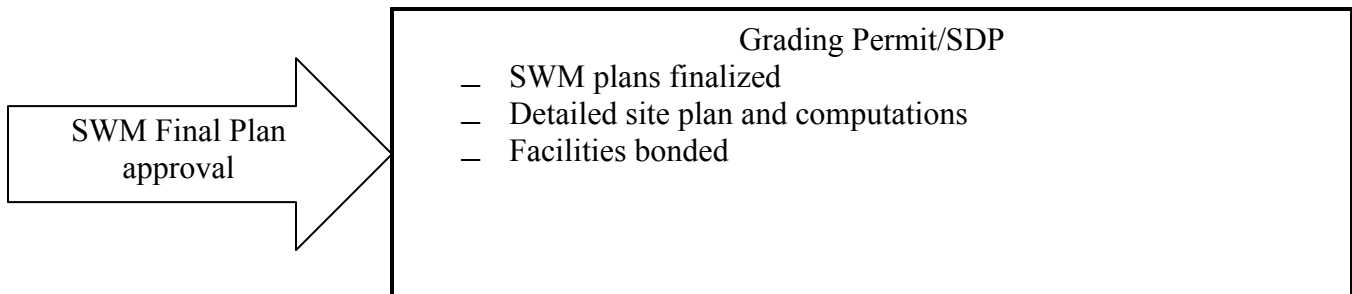 SWM Final Plan
approval
Grading Permit/SDP
– SWM plans finalized
– Detailed site plan and computations
– Facilities bonded